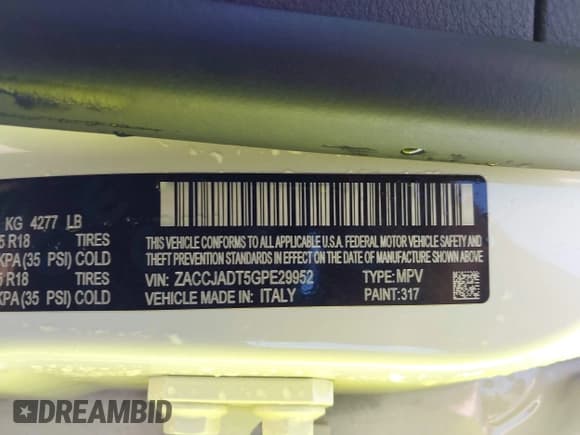 KG 4277 LB
5 R18 TIRES
KPA(35 PSI) COLD
5 R18 TIRES
KPA(35 PSI) COLD
THIS VEHICLE CONFORMS TO ALL APPLICABLE U.S.A. FEDERAL MOTOR VEHICLE SAFETY AND
THEFT PREVENTION STANDARDS IN EFFECT ON THE DATE OF MANUFACTURE SHOWN ABOVE
VIN: ZACCJADT5GPE29952 TYPE: MPV
VEHICLE MADE IN: ITALY PAINT:317
DREAMBID